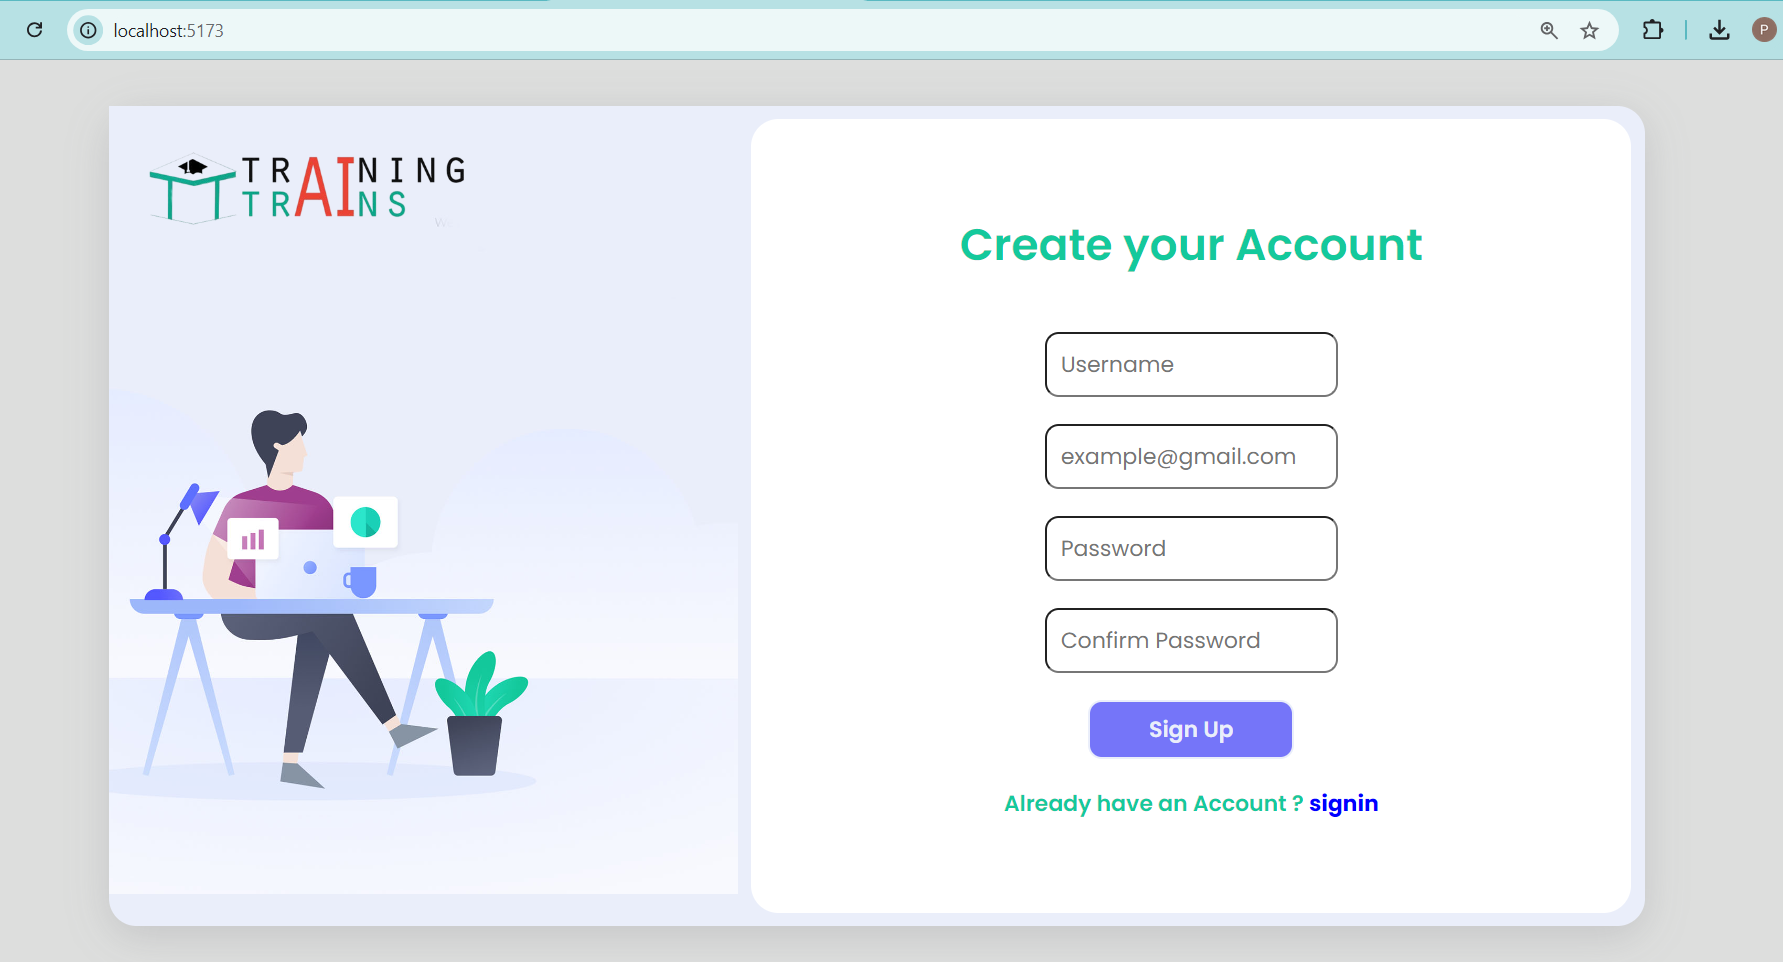 localhost:5173
P
TRAINING
TRAINS
Create your Account
Username
example@gmail.com
Password
Confirm Password
Sign Up
Already have an Account ? signin